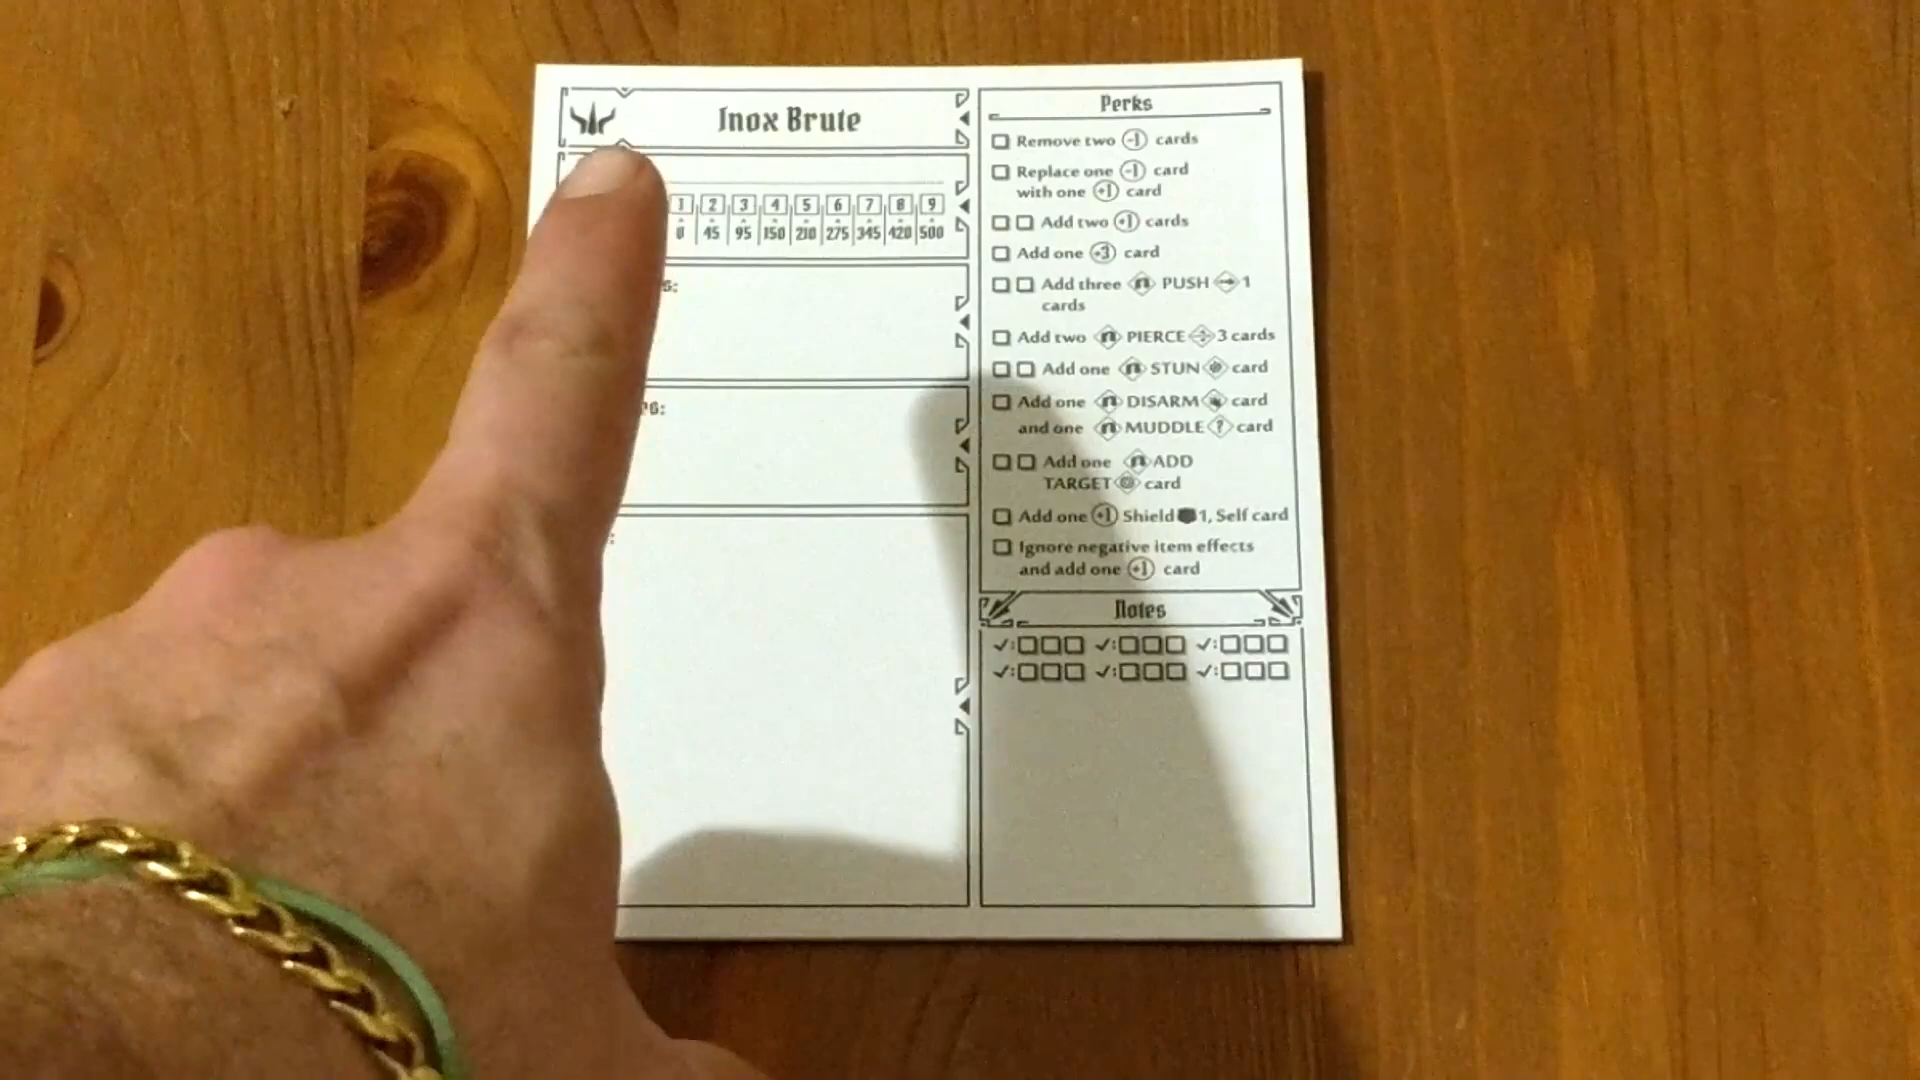 Inox Brute
1 2 3 4 5 6 7 8 9
0 45 95 150 210 275 345 420 500
Perks
Remove two -1 cards
Replace one -1 card
with one +1 card
Add two +1 cards
Add one +3 card
Add three PUSH 1
cards
Add two PIERCE 3 cards
Add one STUN card
Add one DISARM card
and one MUDDLE ? card
Add one ADD
TARGET card
Add one +1 Shield 1, Self card
Ignore negative item effects
and add one +1 card
Notes